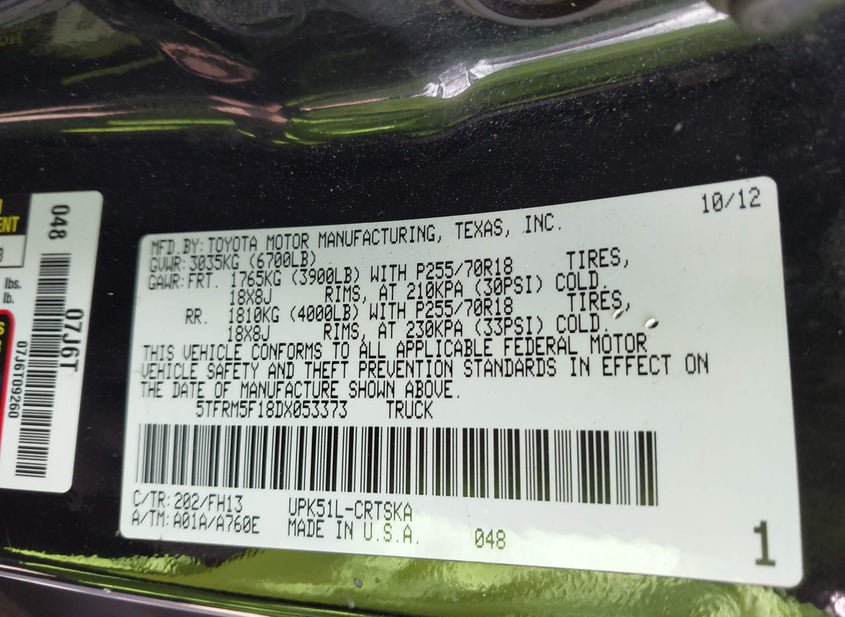 ENT
lbs.
lb.
048
07J6T
07J6T09260
10/12
MFD.BY:TOYOTA MOTOR MANUFACTURING, TEXAS, INC.
GVWR:3035KG (6700LB)
GAWR:FRT. 1765KG (3900LB) WITH P255/70R18 TIRES,
18X8J RIMS, AT 210KPA (30PSI) COLD.
RR. 1810KG (4000LB) WITH P255/70R18 TIRES,
18X8J RIMS, AT 230KPA (33PSI) COLD.
THIS VEHICLE CONFORMS TO ALL APPLICABLE FEDERAL MOTOR
VEHICLE SAFETY AND THEFT PREVENTION STANDARDS IN EFFECT ON
THE DATE OF MANUFACTURE SHOWN ABOVE.
5TFRM5F18DX053373 TRUCK
C/TR:202/FH13 UPK51L-CRTSKA
A/TM:A01A/A760E MADE IN U.S.A. 048
1